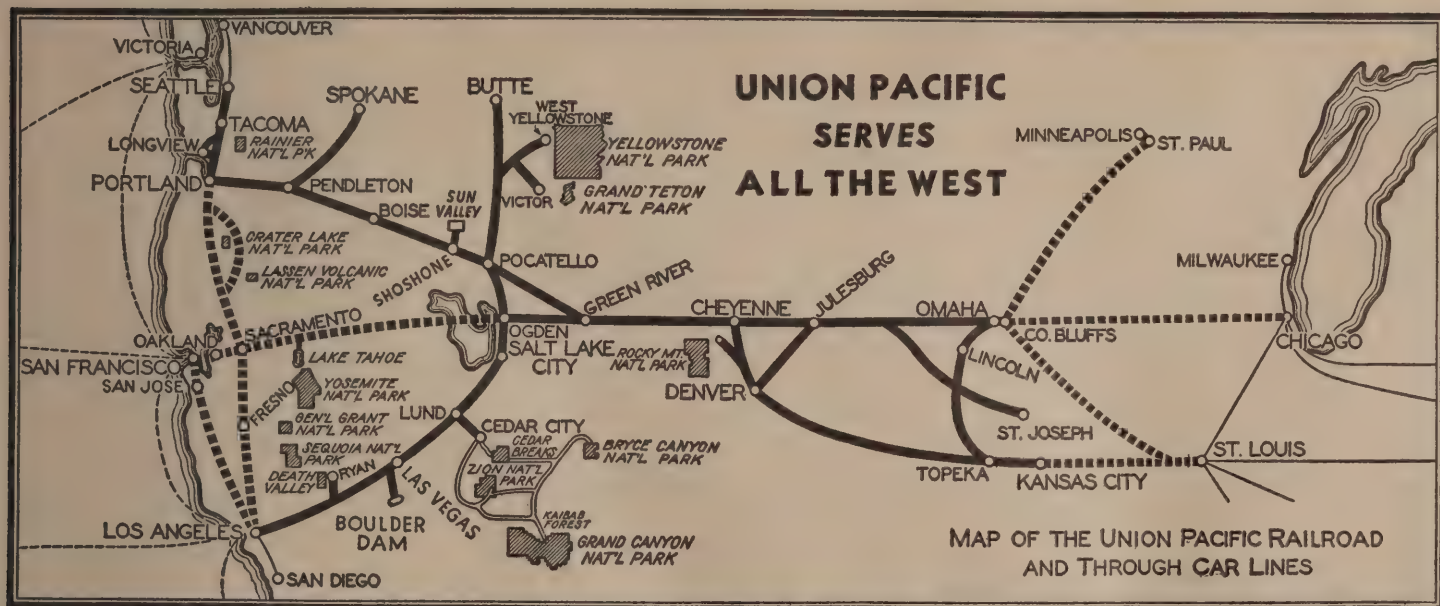 VANCOUVER
VICTORIA
SEATTLE
SPOKANE
BUTTE
WEST
YELLOWSTONE
UNION PACIFIC
SERVES
ALL THE WEST
TACOMA
RAINIER
NAT'L P'K
LONGVIEW
YELLOWSTONE
NAT'L PARK
MINNEAPOLIS
ST. PAUL
PORTLAND
PENDLETON
BOISE
SUN
VALLEY
VICTOR
GRAND TETON
NAT'L PARK
CRATER LAKE
NAT'L PARK
LASSEN VOLCANIC
NAT'L PARK
SHOSHONE
POCATELLO
GREEN RIVER
CHEYENNE
JULESBURG
OMAHA
MILWAUKEE
CO. BLUFFS
CHICAGO
OAKLAND
SACRAMENTO
OGDEN
SALT LAKE
CITY
ROCKY MT.
NAT'L PARK
LINCOLN
SAN FRANCISCO
SAN JOSE
LAKE TAHOE
FRESNO
YOSEMITE
NAT'L PARK
DENVER
GEN'L GRANT
NAT'L PARK
LUND
CEDAR CITY
CEDAR
BREAKS
BRYCE CANYON
NAT'L PARK
ST. JOSEPH
SEQUOIA NAT'L
PARK
DEATH
VALLEY
RYAN
ZION NAT'L
PARK
TOPEKA
KANSAS CITY
ST. LOUIS
LOS ANGELES
BOULDER
DAM
LAS VEGAS
KAIBAB
FOREST
GRAND CANYON
NAT'L PARK
SAN DIEGO
MAP OF THE UNION PACIFIC RAILROAD
AND THROUGH CAR LINES